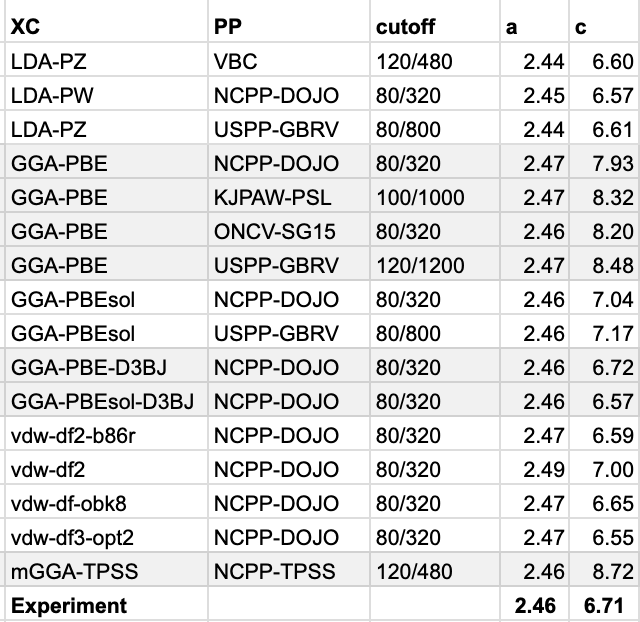 XC PP cutoff a c
LDA-PZ VBC 120/480 2.44 6.60
LDA-PW NCPP-DOJO 80/320 2.45 6.57
LDA-PZ USPP-GBRV 80/800 2.44 6.61
GGA-PBE NCPP-DOJO 80/320 2.47 7.93
GGA-PBE KJPAW-PSL 100/1000 2.47 8.32
GGA-PBE ONCV-SG15 80/320 2.46 8.20
GGA-PBE USPP-GBRV 120/1200 2.47 8.48
GGA-PBEsol NCPP-DOJO 80/320 2.46 7.04
GGA-PBEsol USPP-GBRV 80/800 2.46 7.17
GGA-PBE-D3BJ NCPP-DOJO 80/320 2.46 6.72
GGA-PBEsol-D3BJ NCPP-DOJO 80/320 2.46 6.57
vdw-df2-b86r NCPP-DOJO 80/320 2.47 6.59
vdw-df2 NCPP-DOJO 80/320 2.49 7.00
vdw-df-obk8 NCPP-DOJO 80/320 2.47 6.65
vdw-df3-opt2 NCPP-DOJO 80/320 2.47 6.55
mGGA-TPSS NCPP-TPSS 120/480 2.46 8.72
Experiment 2.46 6.71